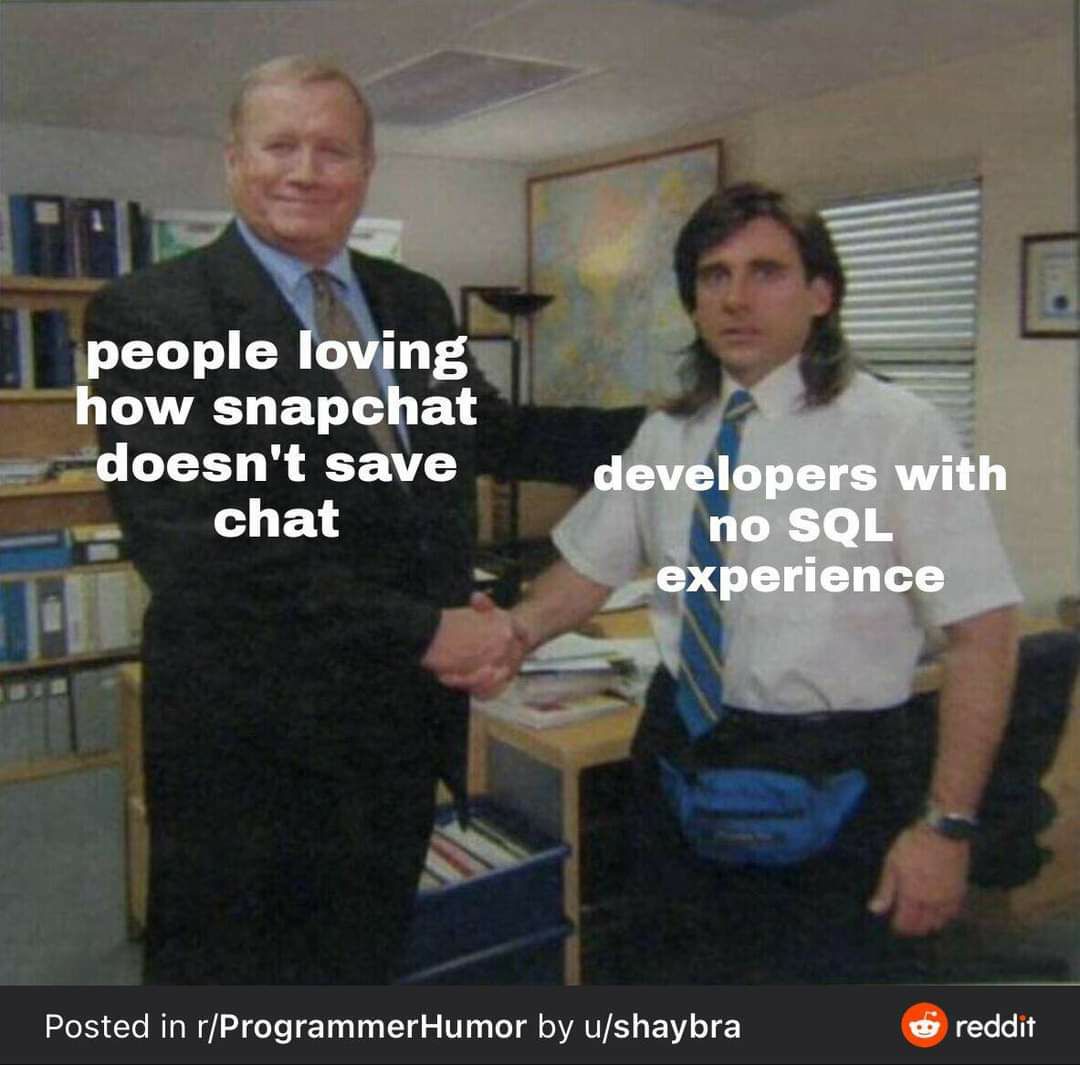 people loving
how snapchat
doesn't save
chat
developers with
no SQL
experience
Posted in r/ProgrammerHumor by u/shaybra
reddit